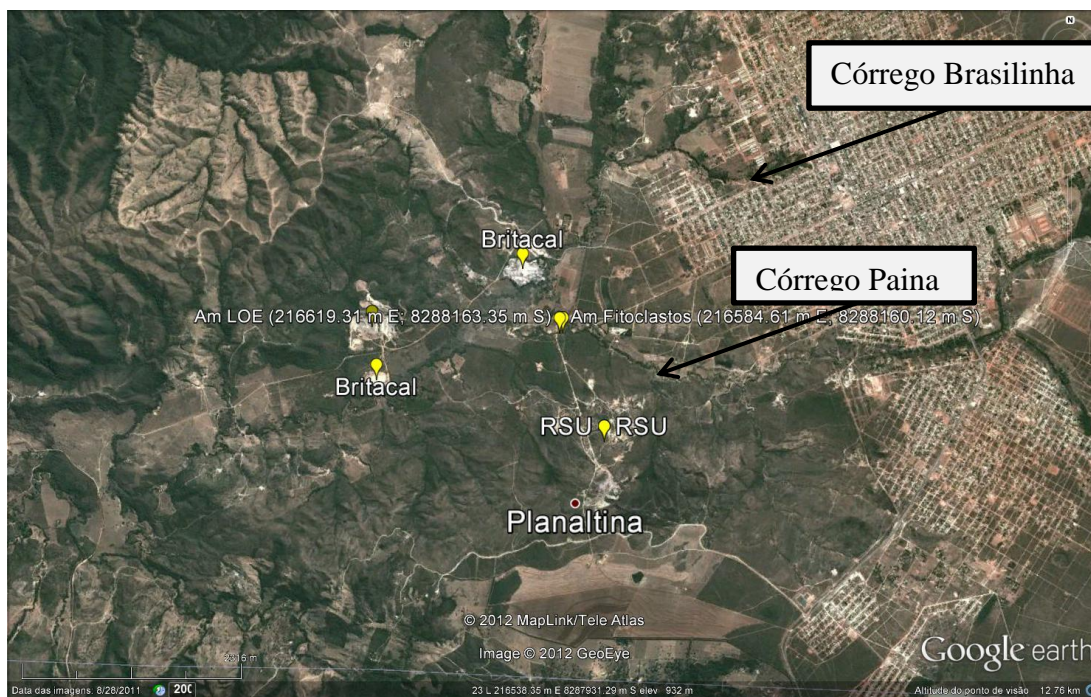 N
Córrego Brasilinha
Britacal
Córrego Paina
Am LOE (216619.31 m E; 8288163.35 m S) Am Fitoclastos (216584.61 m E; 8288160.12 m S)
Britacal
RSU RSU
Planaltina
© 2012 MapLink/Tele Atlas
Image © 2012 GeoEye
Google earth
Data das imagens: 8/28/2011 200 23 L 216538.35 m E 8287931.29 m S elev 932 m Altitude do ponto de visão 12.76 km